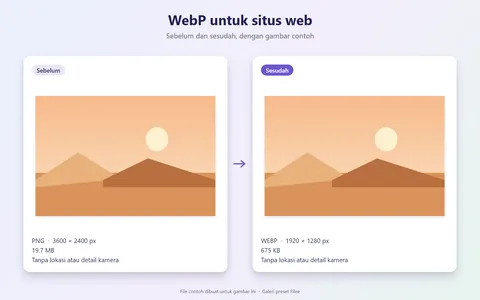 WebP untuk situs web
Sebelum dan sesudah, dengan gambar contoh
Sebelum
PNG · 3600 × 2400 px
19.7 MB
Tanpa lokasi atau detail kamera
→
Sesudah
WEBP · 1920 × 1280 px
675 KB
Tanpa lokasi atau detail kamera
File contoh dibuat untuk gambar ini · Galeri preset Filee